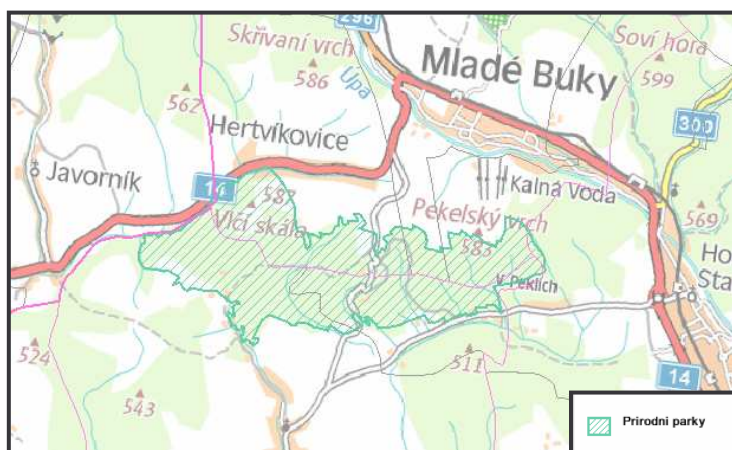 296
Skřivaní vrch
586
Úpa
Mladé Buky
Soví hora
599
562
Hertvíkovice
300
Javorník
14
587
Vlčí skála
Kalná Voda
Pekelský vrch
583
569
V Peklích
Ho
Sta
524
543
511
14
Prirodni parky